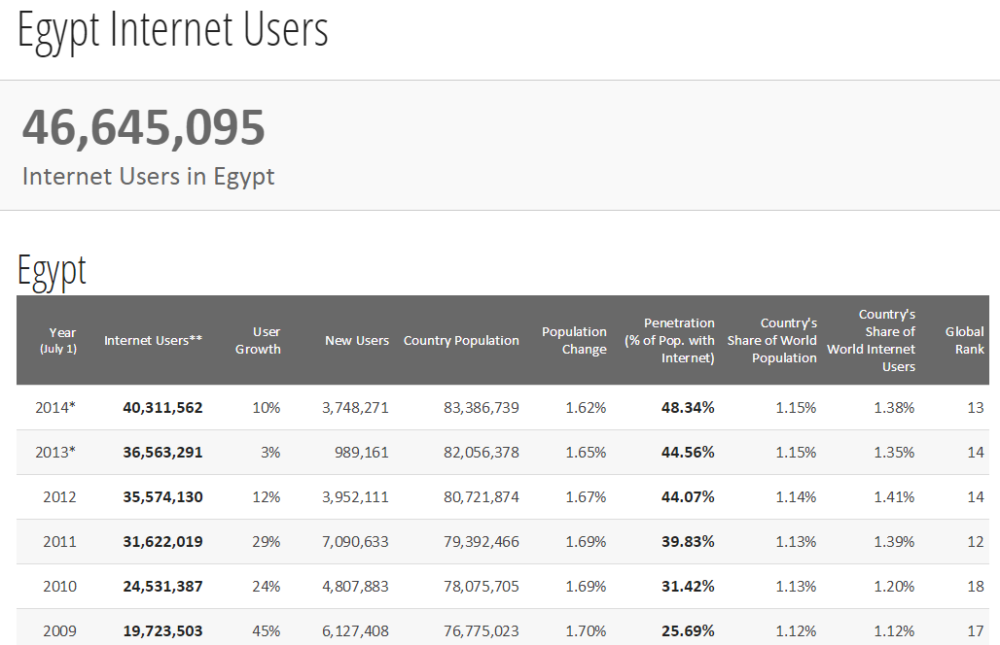 Egypt Internet Users
46,645,095
Internet Users in Egypt
Egypt
Year (July 1) Internet Users** User Growth New Users Country Population Population Change Penetration (% of Pop. with Internet) Country's Share of World Population Country's Share of World Internet Users Global Rank
2014* 40,311,562 10% 3,748,271 83,386,739 1.62% 48.34% 1.15% 1.38% 13
2013* 36,563,291 3% 989,161 82,056,378 1.65% 44.56% 1.15% 1.35% 14
2012 35,574,130 12% 3,952,111 80,721,874 1.67% 44.07% 1.14% 1.41% 14
2011 31,622,019 29% 7,090,633 79,392,466 1.69% 39.83% 1.13% 1.39% 12
2010 24,531,387 24% 4,807,883 78,075,705 1.69% 31.42% 1.13% 1.20% 18
2009 19,723,503 45% 6,127,408 76,775,023 1.70% 25.69% 1.12% 1.12% 17